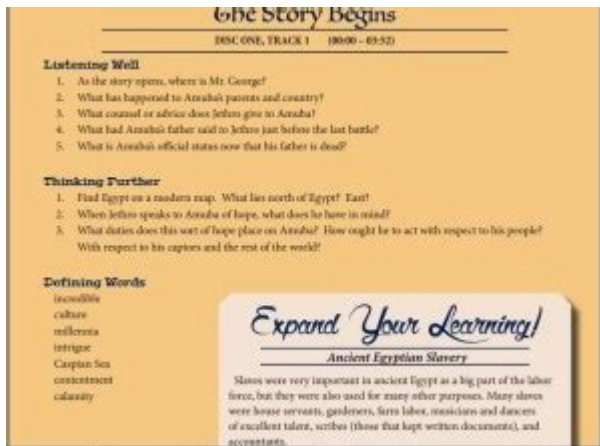 The Story Begins
DISC ONE, TRACK 1 (00:00 – 03:52)
Listening Well
1. As the story opens, where is Mr. George?
2. What has happened to Amuba's parents and country?
3. What counsel or advice does Jethro give to Amuba?
4. What had Amuba's father said to Jethro just before the last battle?
5. What is Amuba's official status now that his father is dead?
Thinking Further
1. Find Egypt on a modern map. What lies north of Egypt? East?
2. When Jethro speaks to Amuba of hope, what does he have in mind?
3. What duties does this sort of hope place on Amuba? How ought he to act with respect to his people?
With respect to his captors and the rest of the world?
Defining Words
incredible
culture
millennia
intrigue
Caspian Sea
contentment
calamity
Expand Your Learning!
Ancient Egyptian Slavery
Slaves were very important in ancient Egypt as a big part of the labor
force, but they were also used for many other purposes. Many slaves
were house servants, gardeners, farm labor, musicians and dancers
of excellent talent, scribes (those that kept written documents), and
accountants.